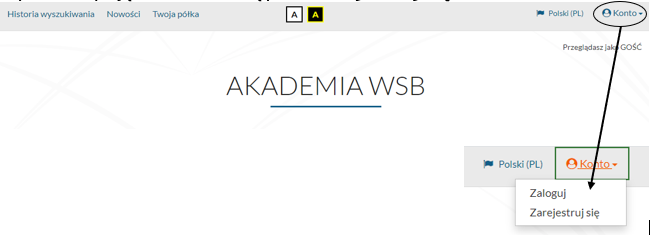 Historia wyszukiwania Nowości Twoja półka A A Polski (PL) Konto
Przeglądasz jako GOŚĆ
AKADEMIA WSB
Polski (PL) Konto
Zaloguj
Zarejestruj się